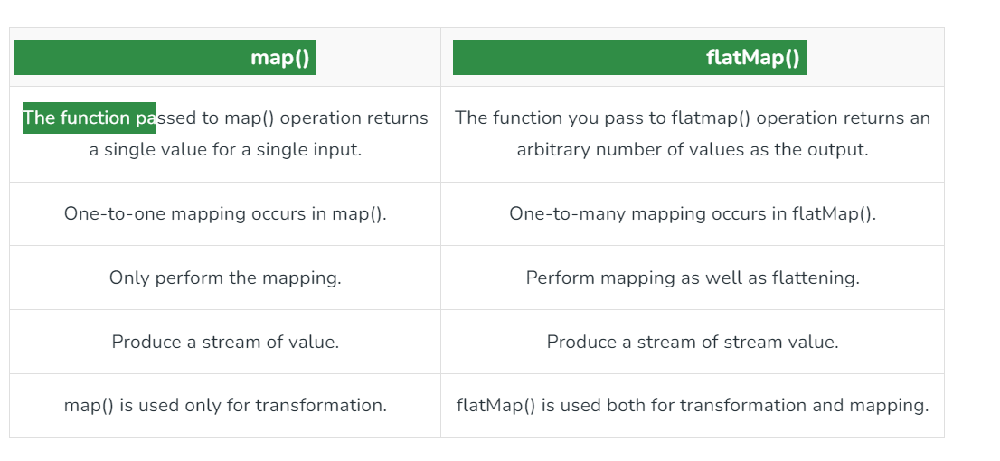 map() flatMap()
The function passed to map() operation returns
a single value for a single input.
The function you pass to flatmap() operation returns an
arbitrary number of values as the output.
One-to-one mapping occurs in map().
One-to-many mapping occurs in flatMap().
Only perform the mapping.
Perform mapping as well as flattening.
Produce a stream of value.
Produce a stream of stream value.
map() is used only for transformation.
flatMap() is used both for transformation and mapping.